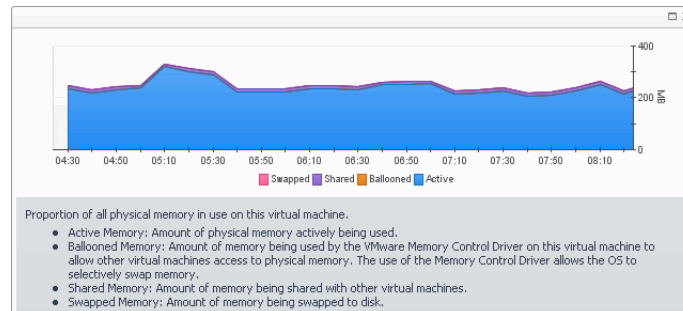 400
200
MB
0
04:30 04:50 05:10 05:30 05:50 06:10 06:30 06:50 07:10 07:30 07:50 08:10
Swapped Shared Ballooned Active
Proportion of all physical memory in use on this virtual machine.
• Active Memory: Amount of physical memory actively being used.
• Ballooned Memory: Amount of memory being used by the VMware Memory Control Driver on this virtual machine to
allow other virtual machines access to physical memory. The use of the Memory Control Driver allows the OS to
selectively swap memory.
• Shared Memory: Amount of memory being shared with other virtual machines.
• Swapped Memory: Amount of memory being swapped to disk.